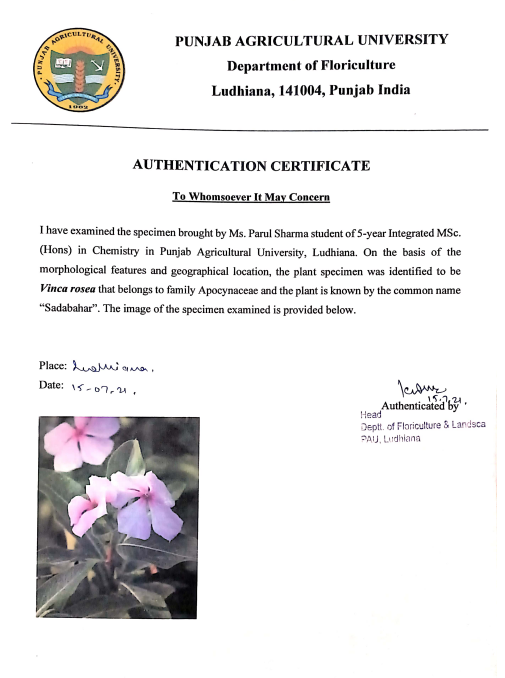 PUNJAB AGRICULTURAL UNIVERSITY
PUNJAB AGRICULTURAL UNIVERSITY
1962
Department of Floriculture
Ludhiana, 141004, Punjab India
AUTHENTICATION CERTIFICATE
To Whomsoever It May Concern
I have examined the specimen brought by Ms. Parul Sharma student of 5-year Integrated MSc.
(Hons) in Chemistry in Punjab Agricultural University, Ludhiana. On the basis of the
morphological features and geographical location, the plant specimen was identified to be
Vinca rosea that belongs to family Apocynaceae and the plant is known by the common name
“Sadabahar”. The image of the specimen examined is provided below.
Place: Ludhiana.
Date: 15-07-21.
15.7.21.
Authenticated by
Head
Deptt. of Floriculture & Landsca
PAU, Ludhiana